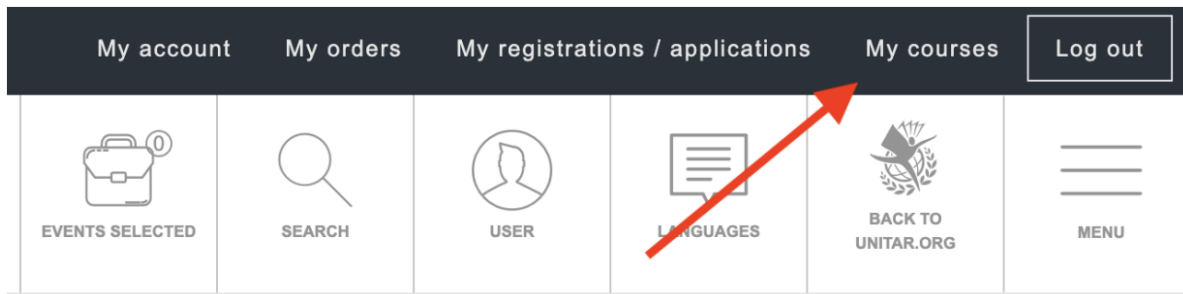 My account My orders My registrations / applications My courses Log out
0
EVENTS SELECTED SEARCH USER LANGUAGES BACK TO UNITAR.ORG MENU